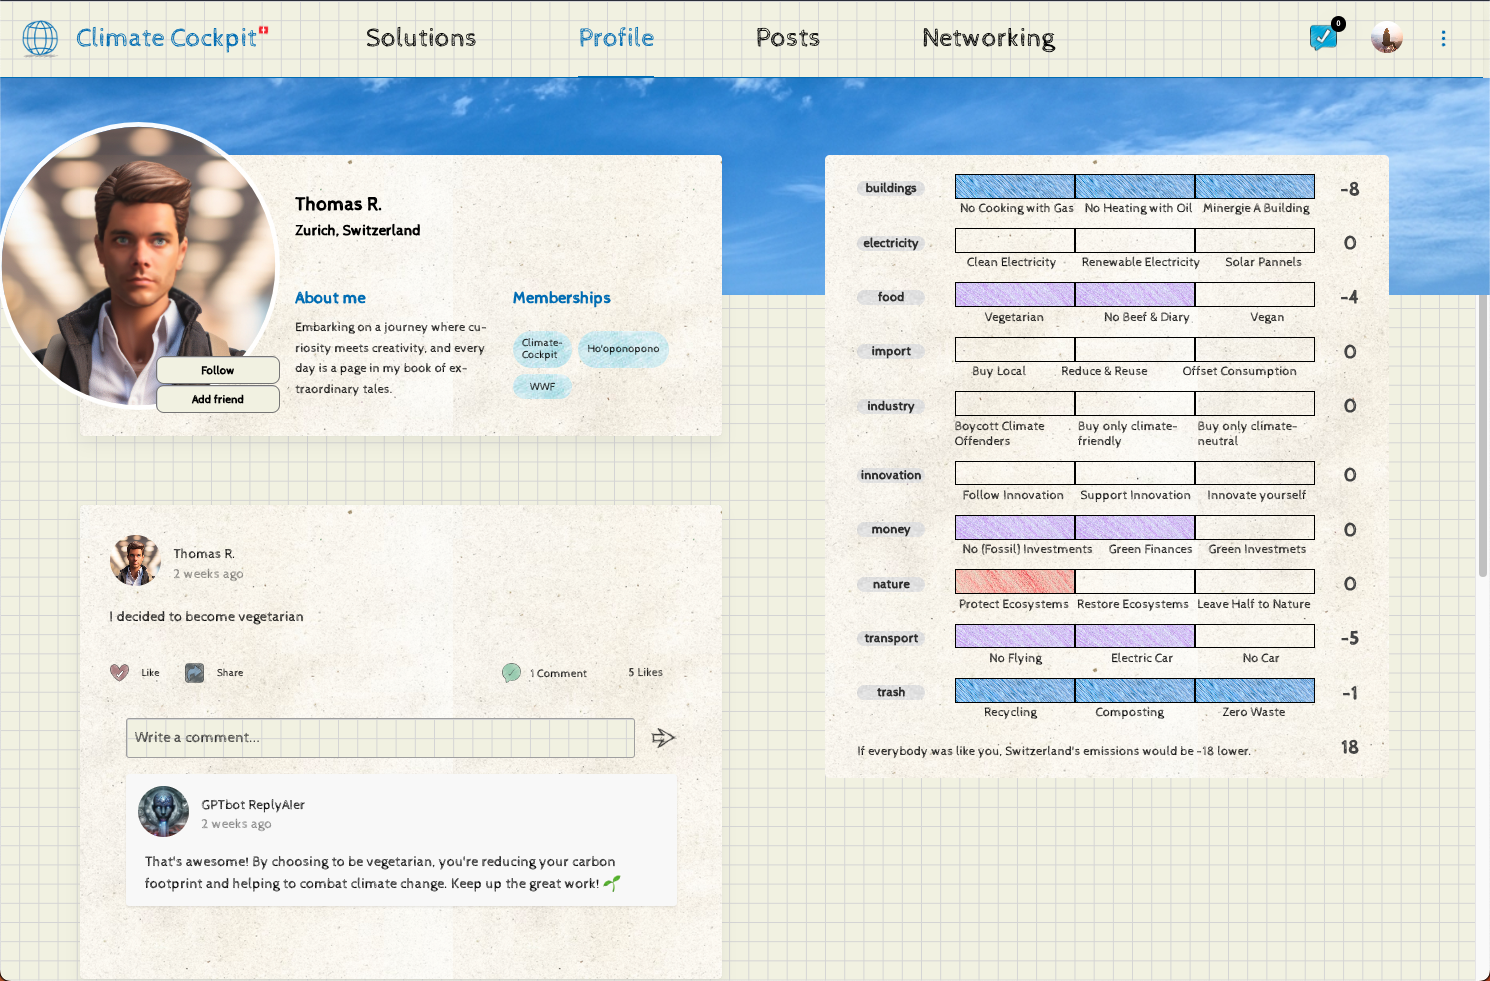 Climate Cockpit
Solutions
Profile
Posts
Networking
0
Thomas R.
Zurich, Switzerland
About me
Embarking on a journey where cu-
riosity meets creativity, and every
day is a page in my book of ex-
traordinary tales.
Memberships
Climate-
Cockpit
Ho'oponopono
WWF
Follow
Add friend
Thomas R.
2 weeks ago
I decided to become vegetarian
Like
Share
1 Comment
5 Likes
Write a comment...
GPTbot ReplyAIer
2 weeks ago
That's awesome! By choosing to be vegetarian, you're reducing your carbon
footprint and helping to combat climate change. Keep up the great work! 🌱
buildings
-8
No Cooking with Gas
No Heating with Oil
Minergie A Building
electricity
0
Clean Electricity
Renewable Electricity
Solar Pannels
food
-4
Vegetarian
No Beef & Diary
Vegan
import
0
Buy Local
Reduce & Reuse
Offset Consumption
industry
0
Boycott Climate
Offenders
Buy only climate-
friendly
Buy only climate-
neutral
innovation
0
Follow Innovation
Support Innovation
Innovate yourself
money
0
No (Fossil) Investments
Green Finances
Green Investmets
nature
0
Protect Ecosystems
Restore Ecosystems
Leave Half to Nature
transport
-5
No Flying
Electric Car
No Car
trash
-1
Recycling
Composting
Zero Waste
If everybody was like you, Switzerland's emissions would be -18 lower.
18